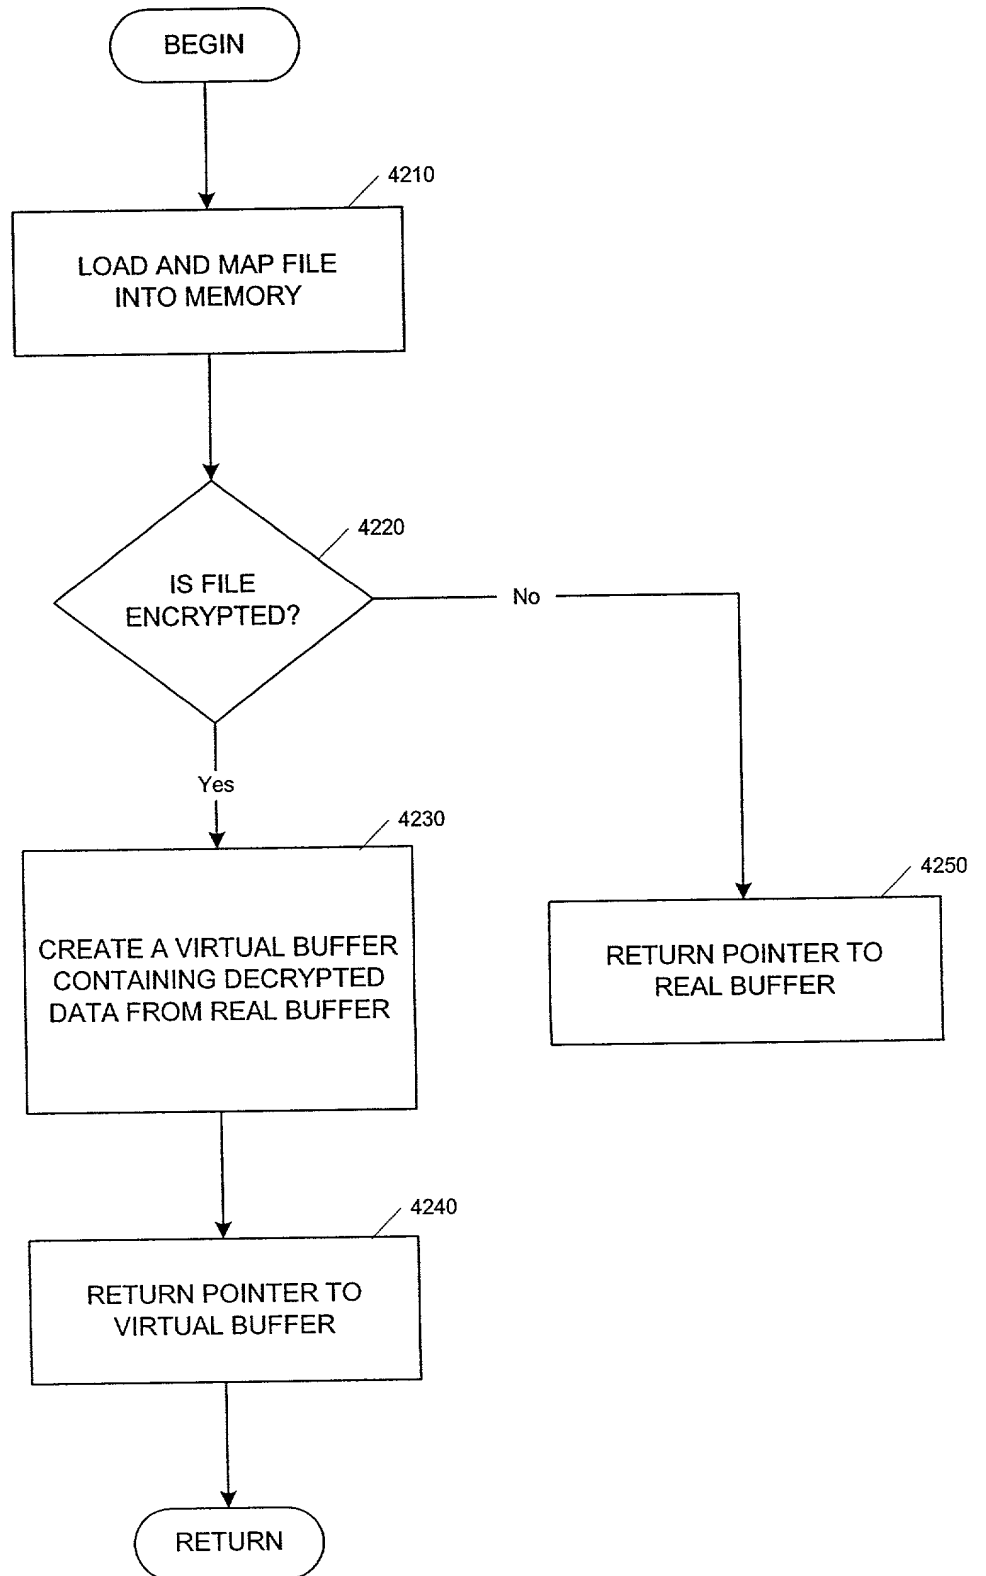 BEGIN
4210
LOAD AND MAP FILE
INTO MEMORY
4220
IS FILE
ENCRYPTED?
No
Yes
4230
CREATE A VIRTUAL BUFFER
CONTAINING DECRYPTED
DATA FROM REAL BUFFER
4250
RETURN POINTER TO
REAL BUFFER
4240
RETURN POINTER TO
VIRTUAL BUFFER
RETURN